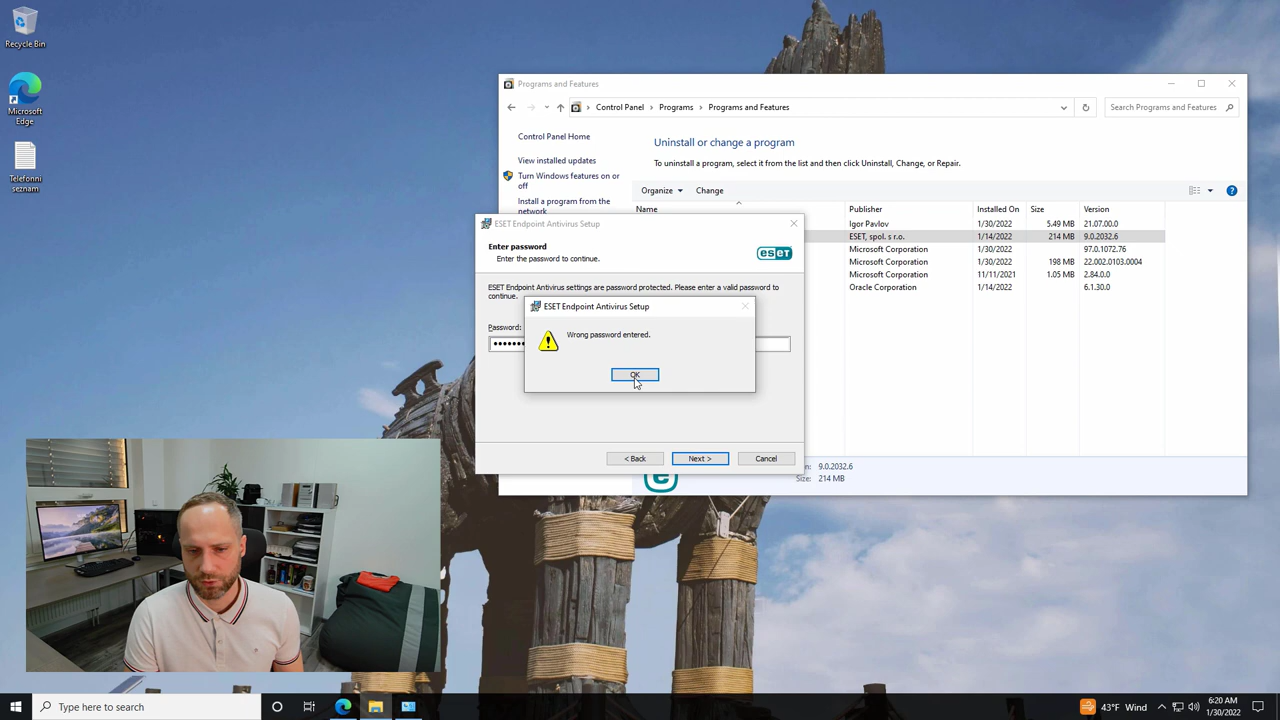 Recycle Bin
Microsoft
Edge
Telefonni
seznam
Programs and Features
Control Panel > Programs > Programs and Features
Search Programs and Features
Control Panel Home
View installed updates
Turn Windows features on or
off
Install a program from the
network
Uninstall or change a program
To uninstall a program, select it from the list and then click Uninstall, Change, or Repair.
Organize Change
Name Publisher Installed On Size Version
Igor Pavlov 1/30/2022 5.49 MB 21.07.00.0
ESET, spol. s r.o. 1/14/2022 214 MB 9.0.2032.6
Microsoft Corporation 1/30/2022 97.0.1072.76
Microsoft Corporation 1/30/2022 198 MB 22.002.0103.0004
Microsoft Corporation 11/11/2021 1.05 MB 2.84.0.0
Oracle Corporation 6.1.30.0
9.0.2032.6
Size: 214 MB
ESET Endpoint Antivirus Setup
Enter password
Enter the password to continue.
eseT
ESET Endpoint Antivirus settings are password protected. Please enter a valid password to
continue.
Password:
ESET Endpoint Antivirus Setup
Wrong password entered.
OK
< Back Next > Cancel
Type here to search
43°F Wind
6:20 AM
1/30/2022